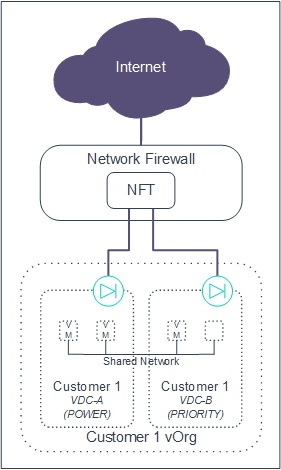 Internet
Network Firewall
NFT
V
M
V
M
V
M
Shared Network
Customer 1
VDC-A
(POWER)
Customer 1
VDC-B
(PRIORITY)
Customer 1 vOrg